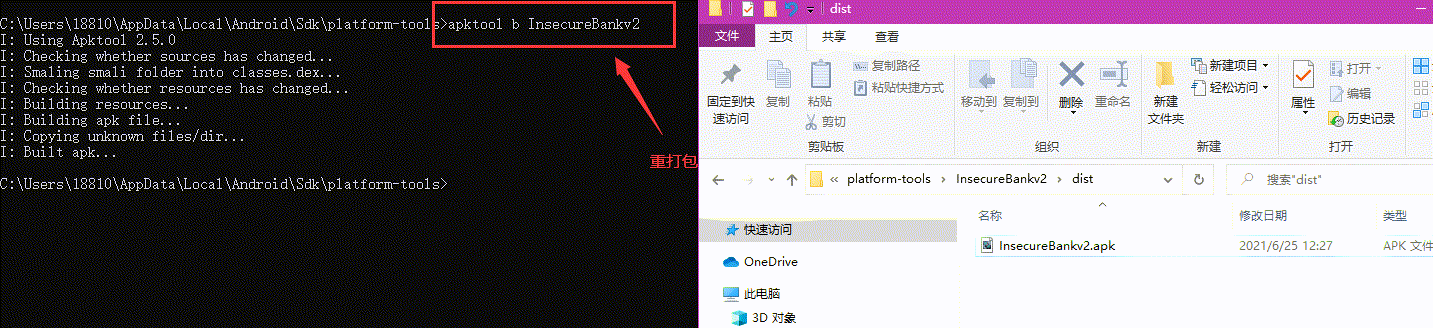 C:\Users\18810\AppData\Local\Android\Sdk\platform-tools>apktool b InsecureBankv2
I: Using Apktool 2.5.0
I: Checking whether sources has changed...
I: Smaling smali folder into classes.dex...
I: Checking whether resources has changed...
I: Building resources...
I: Building apk file...
I: Copying unknown files/dir...
I: Built apk...
C:\Users\18810\AppData\Local\Android\Sdk\platform-tools>
重打包
dist
文件 主页 共享 查看
固定到快速访问
复制
粘贴
复制路径
粘贴快捷方式
剪切
剪贴板
移动到
复制到
删除
重命名
组织
新建文件夹
新建项目
轻松访问
新建
属性
打开
编辑
历史记录
打开
« platform-tools › InsecureBankv2 › dist
搜索"dist"
名称 修改日期 类型
快速访问
InsecureBankv2.apk 2021/6/25 12:27 APK 文件
OneDrive
此电脑
3D 对象